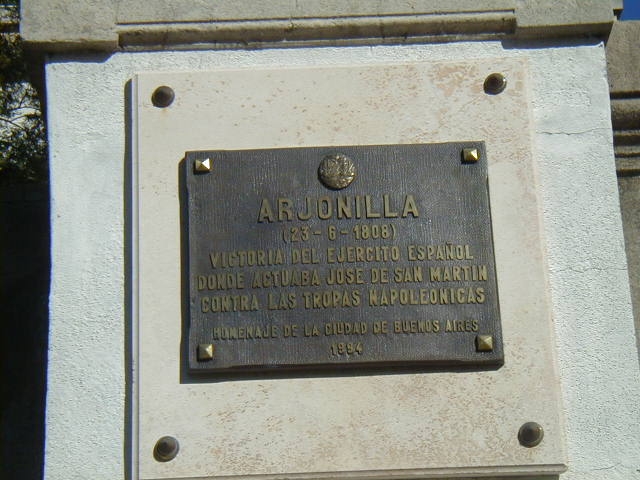 ARJONILLA
(23-6-1808)
VICTORIA DEL EJERCITO ESPAÑOL
DONDE ACTUABA JOSE DE SAN MARTIN
CONTRA LAS TROPAS NAPOLEONICAS
HOMENAJE DE LA CIUDAD DE BUENOS AIRES
1994